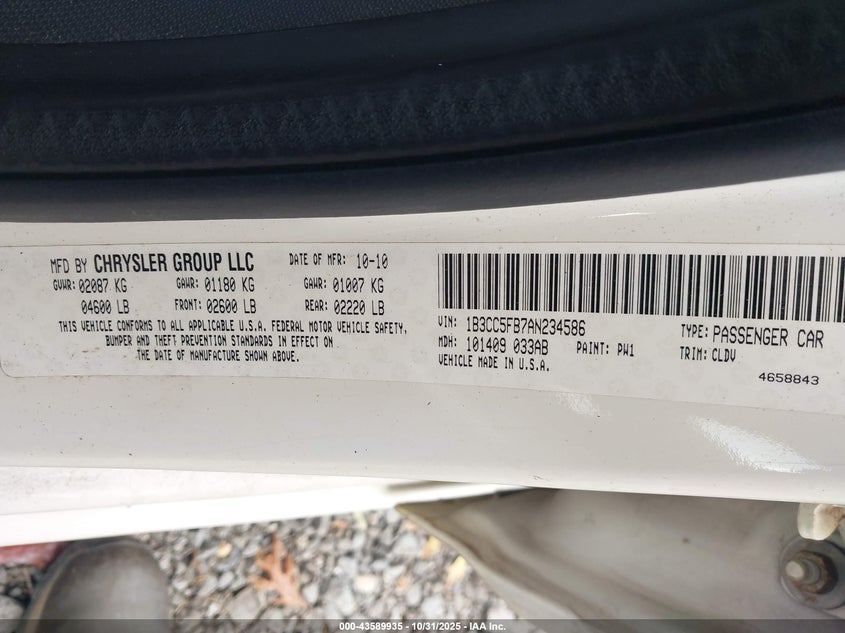 MFD BY CHRYSLER GROUP LLC DATE OF MFR: 10-10
GVWR: 02087 KG GAWR: 01180 KG GAWR: 01007 KG
04600 LB FRONT: 02600 LB REAR: 02220 LB
THIS VEHICLE CONFORMS TO ALL APPLICABLE U.S.A. FEDERAL MOTOR VEHICLE SAFETY,
BUMPER AND THEFT PREVENTION STANDARDS IN EFFECT ON
THE DATE OF MANUFACTURE SHOWN ABOVE.
VIN: 1B3CC5FB7AN234586 TYPE: PASSENGER CAR
MDH: 101409 033AB PAINT: PW1 TRIM: CLDV
VEHICLE MADE IN U.S.A.
4658843
000-43589935 - 10/31/2025 - IAA Inc.